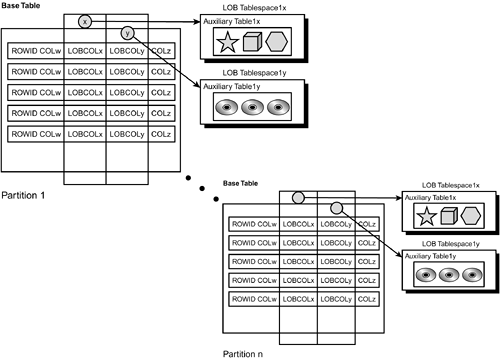 Base Table
LOB Tablespace1x
x
Auxiliary Table1x
y
ROWID COLw LOBCOLx LOBCOLy COLz
LOB Tablespace1y
ROWID COLw LOBCOLx LOBCOLy COLz
Auxiliary Table1y
ROWID COLw LOBCOLx LOBCOLy COLz
ROWID COLw LOBCOLx LOBCOLy COLz
ROWID COLw LOBCOLx LOBCOLy COLz
Partition 1
Base Table
LOB Tablespace1x
Auxiliary Table1x
ROWID COLw LOBCOLx LOBCOLy COLz
LOB Tablespace1y
ROWID COLw LOBCOLx LOBCOLy COLz
Auxiliary Table1y
ROWID COLw LOBCOLx LOBCOLy COLz
ROWID COLw LOBCOLx LOBCOLy COLz
ROWID COLw LOBCOLx LOBCOLy COLz
Partition n